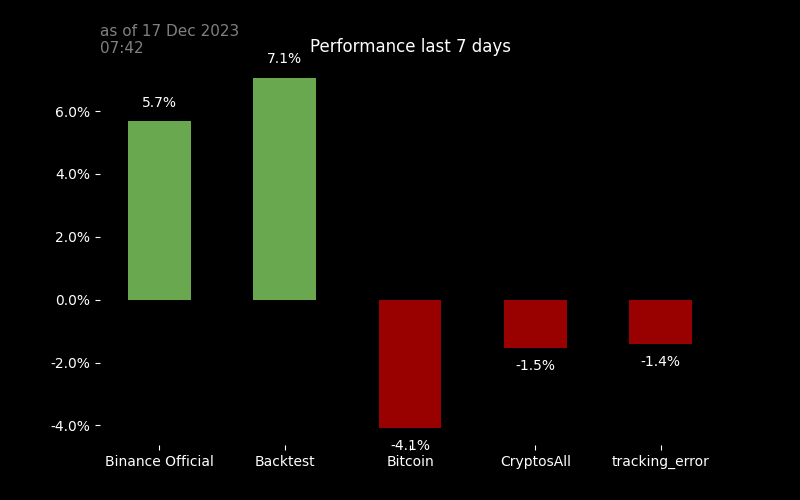 as of 17 Dec 2023
07:42
Performance last 7 days
7.1%
5.7%
6.0%
4.0%
2.0%
0.0%
-2.0%
-1.5%
-1.4%
-4.0%
-4.1%
Binance Official
Backtest
Bitcoin
CryptosAll
tracking_error